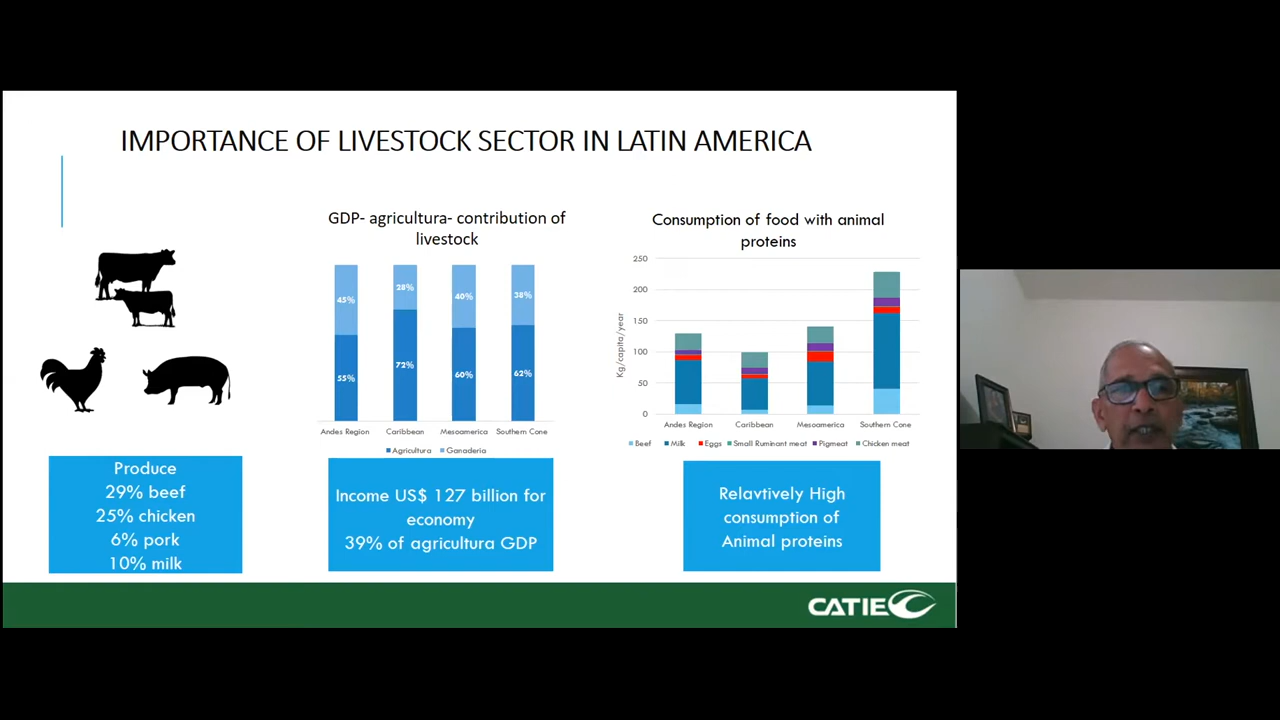 IMPORTANCE OF LIVESTOCK SECTOR IN LATIN AMERICA
Produce
29% beef
25% chicken
6% pork
10% milk
GDP- agricultura- contribution of
livestock
45%
28%
40%
38%
55%
72%
60%
62%
Andes Region
Caribbean
Mesoamerica
Southern Cone
Agricultura
Ganaderia
Income US$ 127 billion for
economy
39% of agricultura GDP
Consumption of food with animal
proteins
Kg/capita/year
250
200
150
100
50
0
Andes Region
Caribbean
Mesoamerica
Southern Cone
Beef
Milk
Eggs
Small Ruminant meat
Pigmeat
Chicken meat
Relavtively High
consumption of
Animal proteins
CATIE